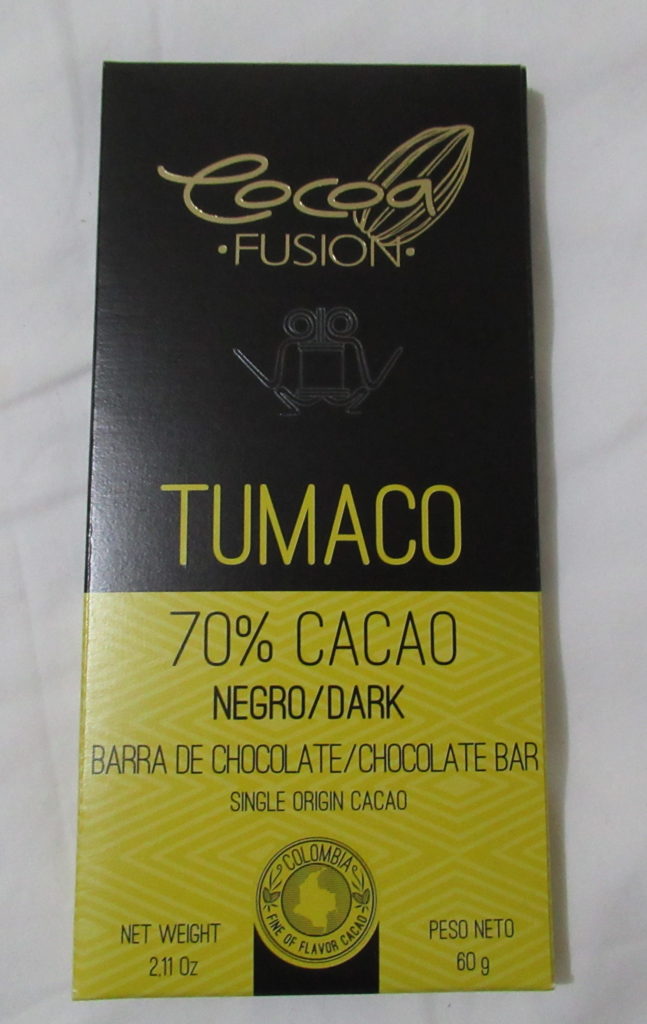 Cocoa
•FUSION•
TUMACO
70% CACAO
NEGRO/DARK
BARRA DE CHOCOLATE/CHOCOLATE BAR
SINGLE ORIGIN CACAO
COLOMBIA
FINE OF FLAVOR CACAO
NET WEIGHT
2,11 Oz
PESO NETO
60 g